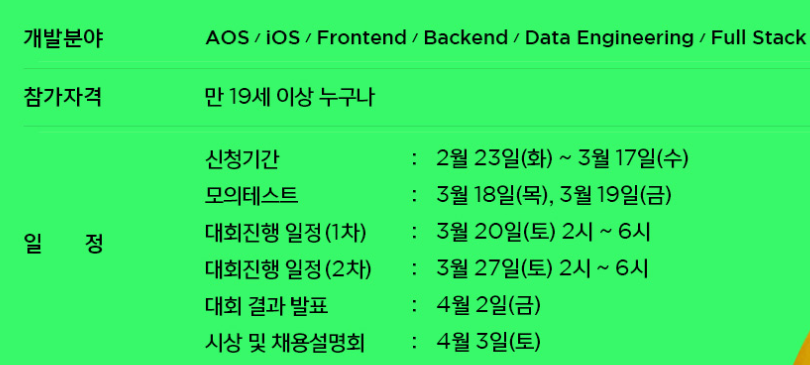 개발분야 AOS / iOS / Frontend / Backend / Data Engineering / Full Stack
참가자격 만 19세 이상 누구나
신청기간 : 2월 23일(화) ~ 3월 17일(수)
모의테스트 : 3월 18일(목), 3월 19일(금)
대회진행 일정(1차) : 3월 20일(토) 2시 ~ 6시
일 정
대회진행 일정(2차) : 3월 27일(토) 2시 ~ 6시
대회 결과 발표 : 4월 2일(금)
시상 및 채용설명회 : 4월 3일(토)